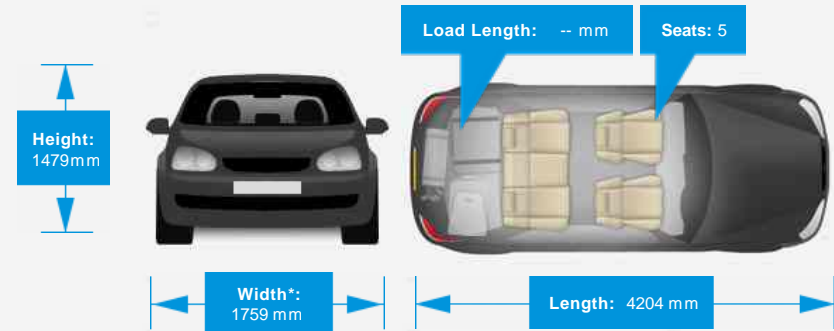 Load Length: -- mm
Seats: 5
Height:
1479mm
Width*:
1759 mm
Length: 4204 mm